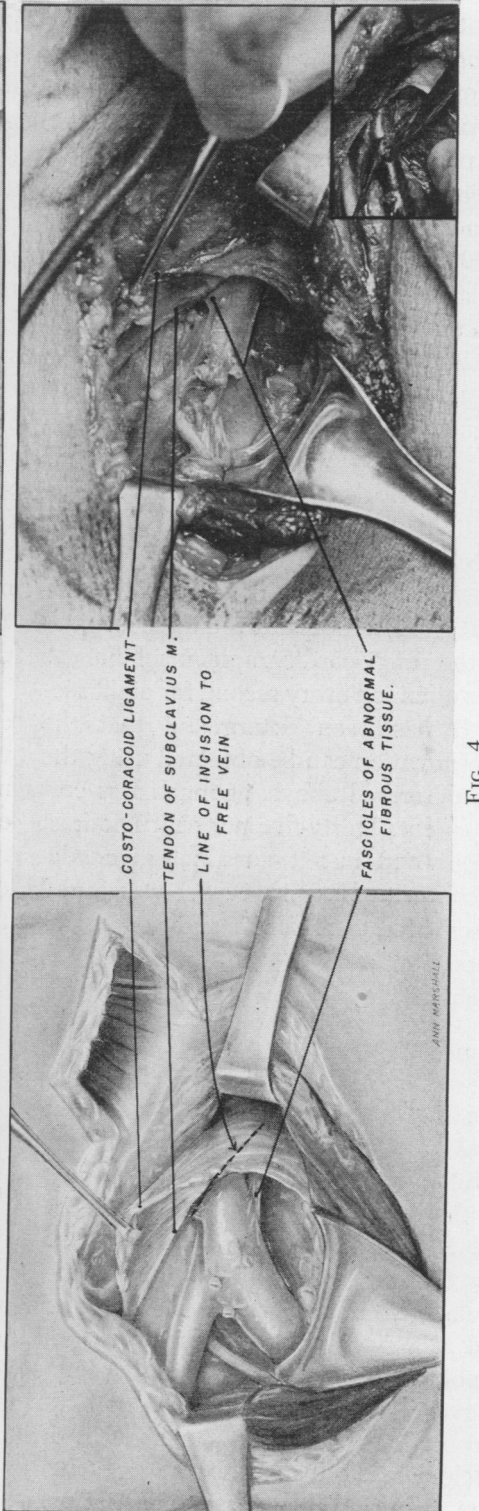 COSTO-CORACOID LIGAMENT
TENDON OF SUBCLAVIUS M.
LINE OF INCISION TO
FREE VEIN
FASCICLES OF ABNORMAL
FIBROUS TISSUE.
ANN MARSHALL
FIG. 4